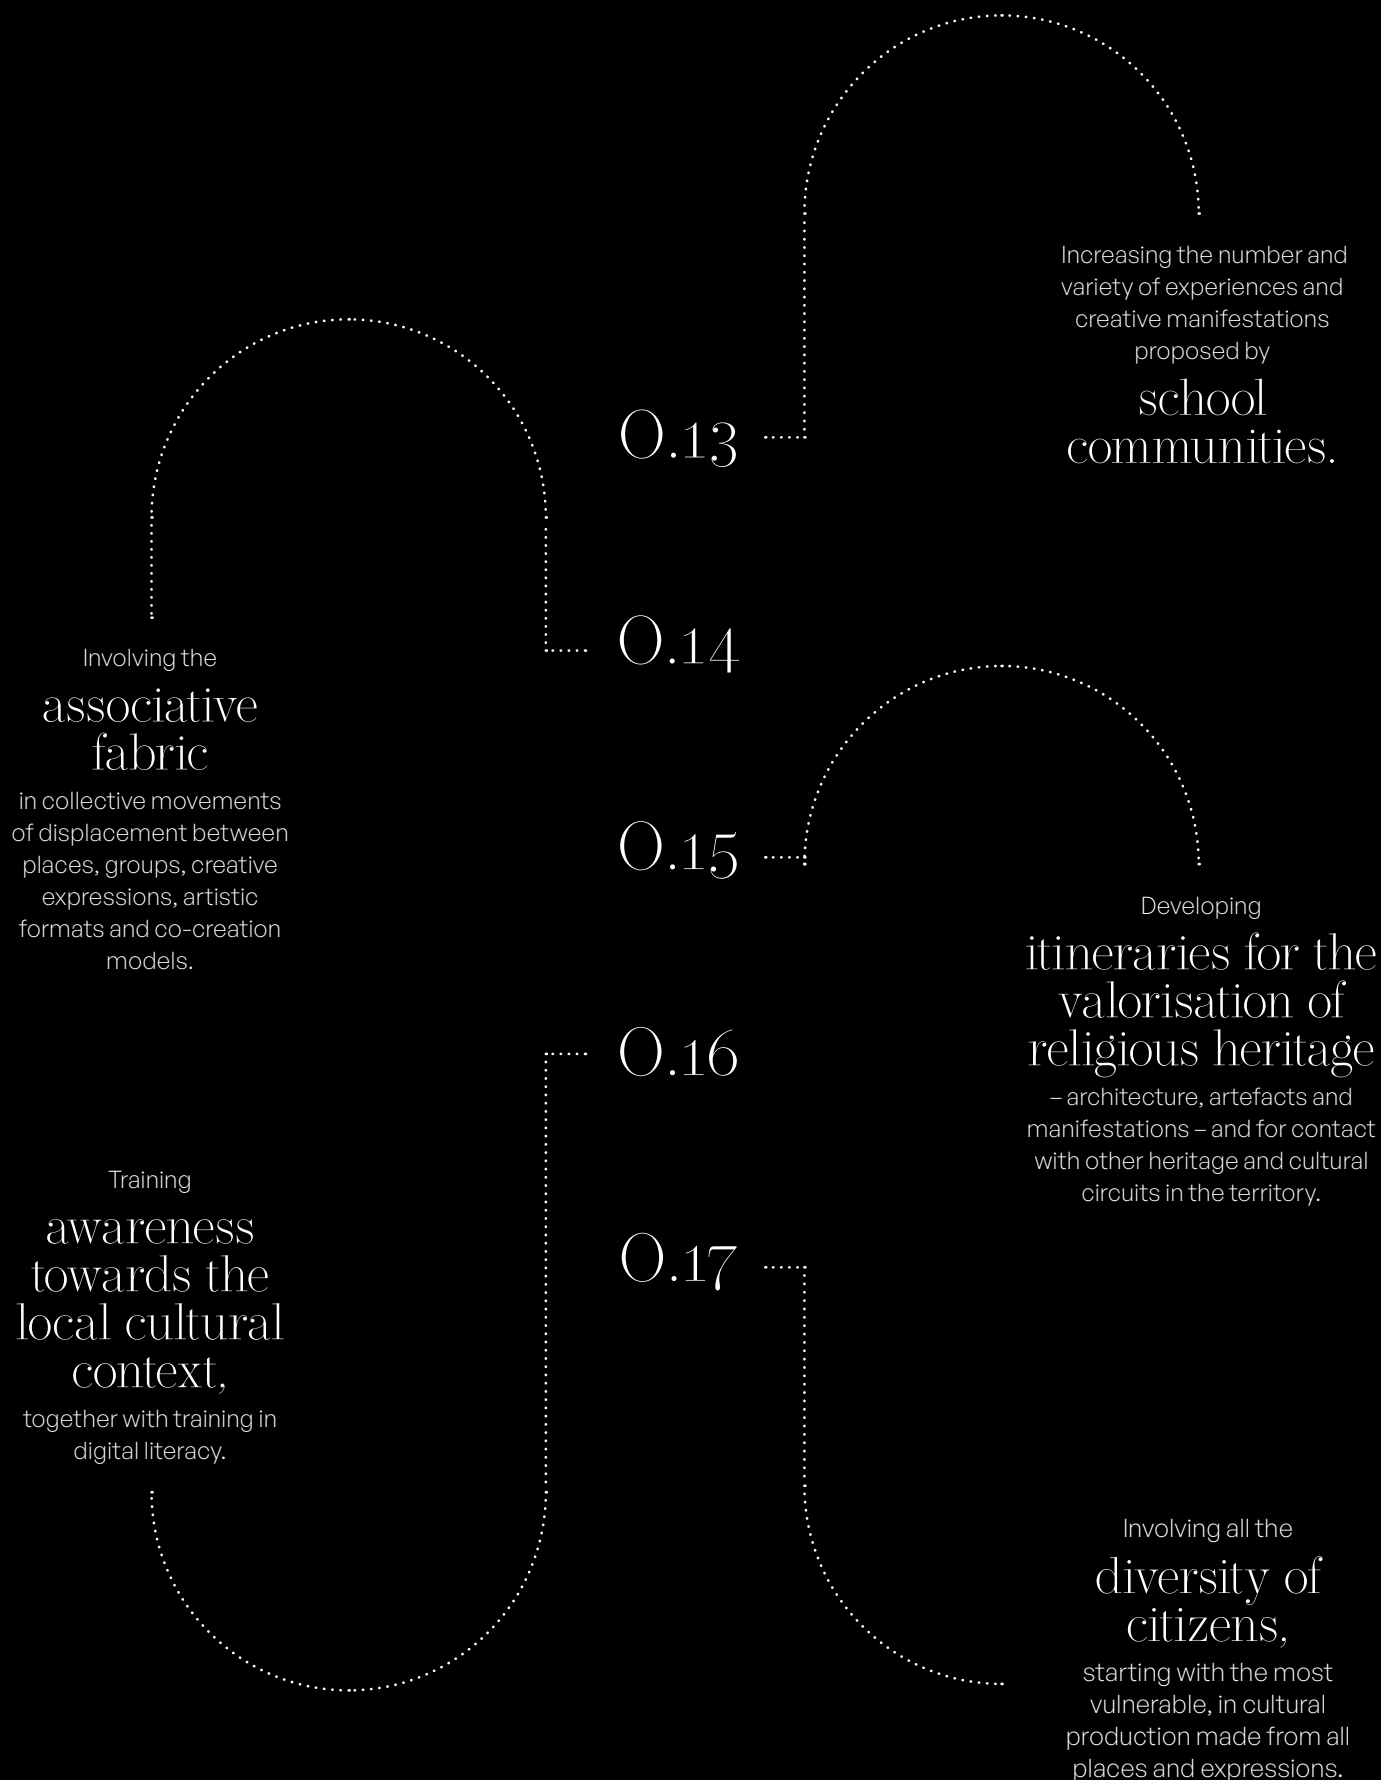 O.13
Increasing the number and
variety of experiences and
creative manifestations
proposed by
school
communities.
O.14
Involving the
associative
fabric
in collective movements
of displacement between
places, groups, creative
expressions, artistic
formats and co-creation
models.
O.15
Developing
itineraries for the
valorisation of
religious heritage
– architecture, artefacts and
manifestations – and for contact
with other heritage and cultural
circuits in the territory.
O.16
Training
awareness
towards the
local cultural
context,
together with training in
digital literacy.
O.17
Involving all the
diversity of
citizens,
starting with the most
vulnerable, in cultural
production made from all
places and expressions.